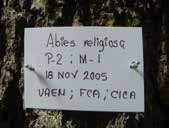 Abies religiosa
P-2 ; M-1
18 NOV 2005
UAEN ; FCA ; CICA